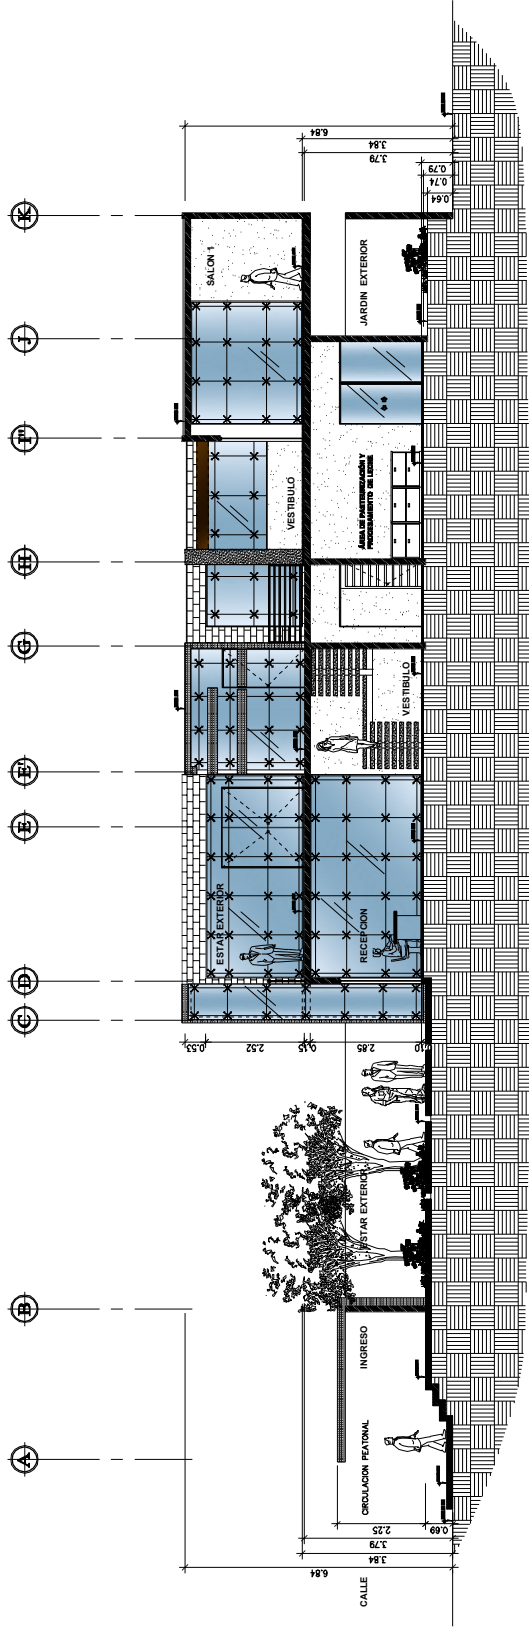 A
B
C
D
E
E'
G
H
F"
J
K
SALON 1
ESTAR EXTERIOR
VESTIBULO
CALLE
CIRCULACION PEATONAL
INGRESO
ESTAR EXTERIOR
RECEPCION
VESTIBULO
ÁREA DE PASTEURIZACIÓN Y
PROCESAMIENTO DE LECHE
JARDIN EXTERIOR
6.84
3.84
3.79
2.25
0.69
0.53
2.52
0.15
2.85
.10
6.84
3.84
3.79
0.79
0.74
0.64